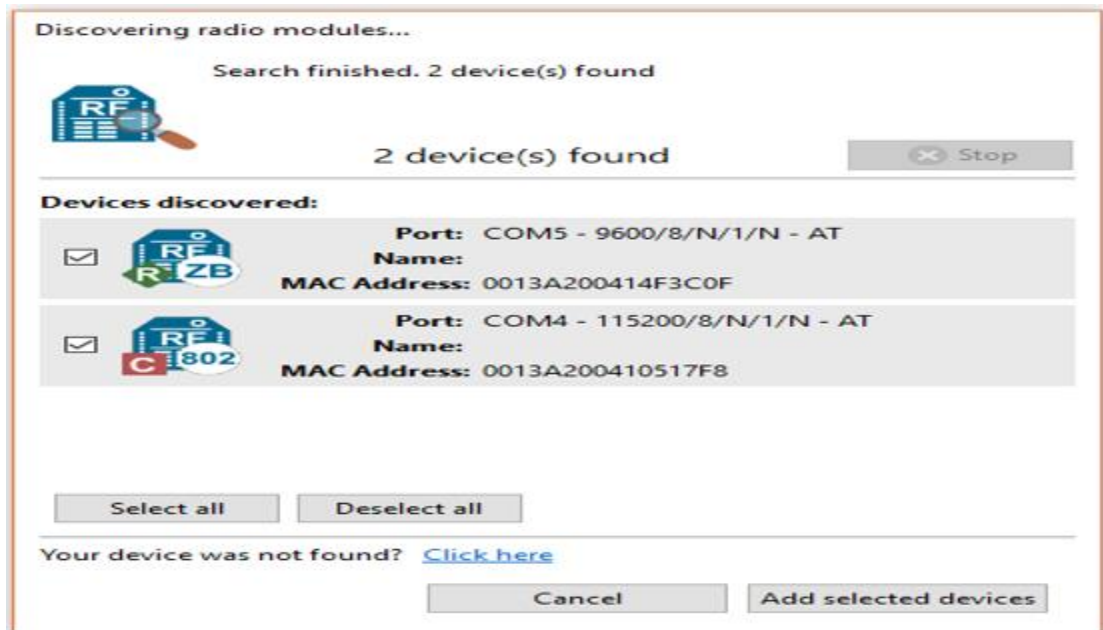 Discovering radio modules...
Search finished. 2 device(s) found
RF
2 device(s) found
Stop
Devices discovered:
Port: COM5 - 9600/8/N/1/N - AT
RF
R ZB
Name:
MAC Address: 0013A200414F3C0F
Port: COM4 - 115200/8/N/1/N - AT
RF
C 802
Name:
MAC Address: 0013A200410517F8
Select all Deselect all
Your device was not found? Click here
Cancel Add selected devices